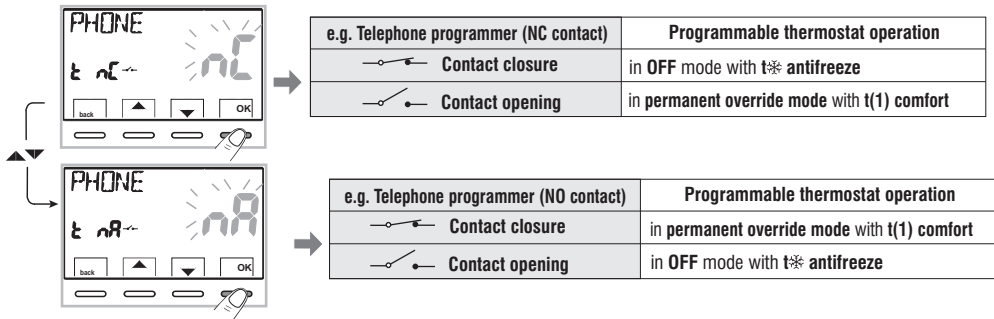 PHONE
nC
t nC
back OK
e.g. Telephone programmer (NC contact) Programmable thermostat operation
Contact closure in OFF mode with t❄ antifreeze
Contact opening in permanent override mode with t(1) comfort
PHONE
nA
t nA
back OK
e.g. Telephone programmer (NO contact) Programmable thermostat operation
Contact closure in permanent override mode with t(1) comfort
Contact opening in OFF mode with t❄ antifreeze